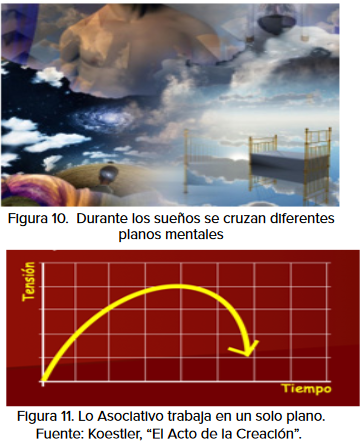 Figura 10.  Durante los sueños se cruzan diferentes
planos mentales
Tensión
Tiempo
Figura 11. Lo Asociativo trabaja en un solo plano.
Fuente: Koestler, “El Acto de la Creación”.